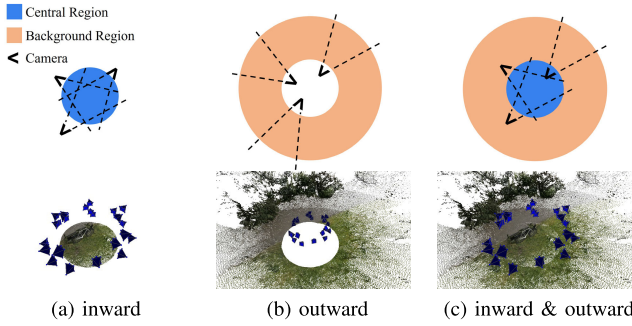 Central Region
Background Region
Camera
(a) inward
(b) outward
(c) inward & outward